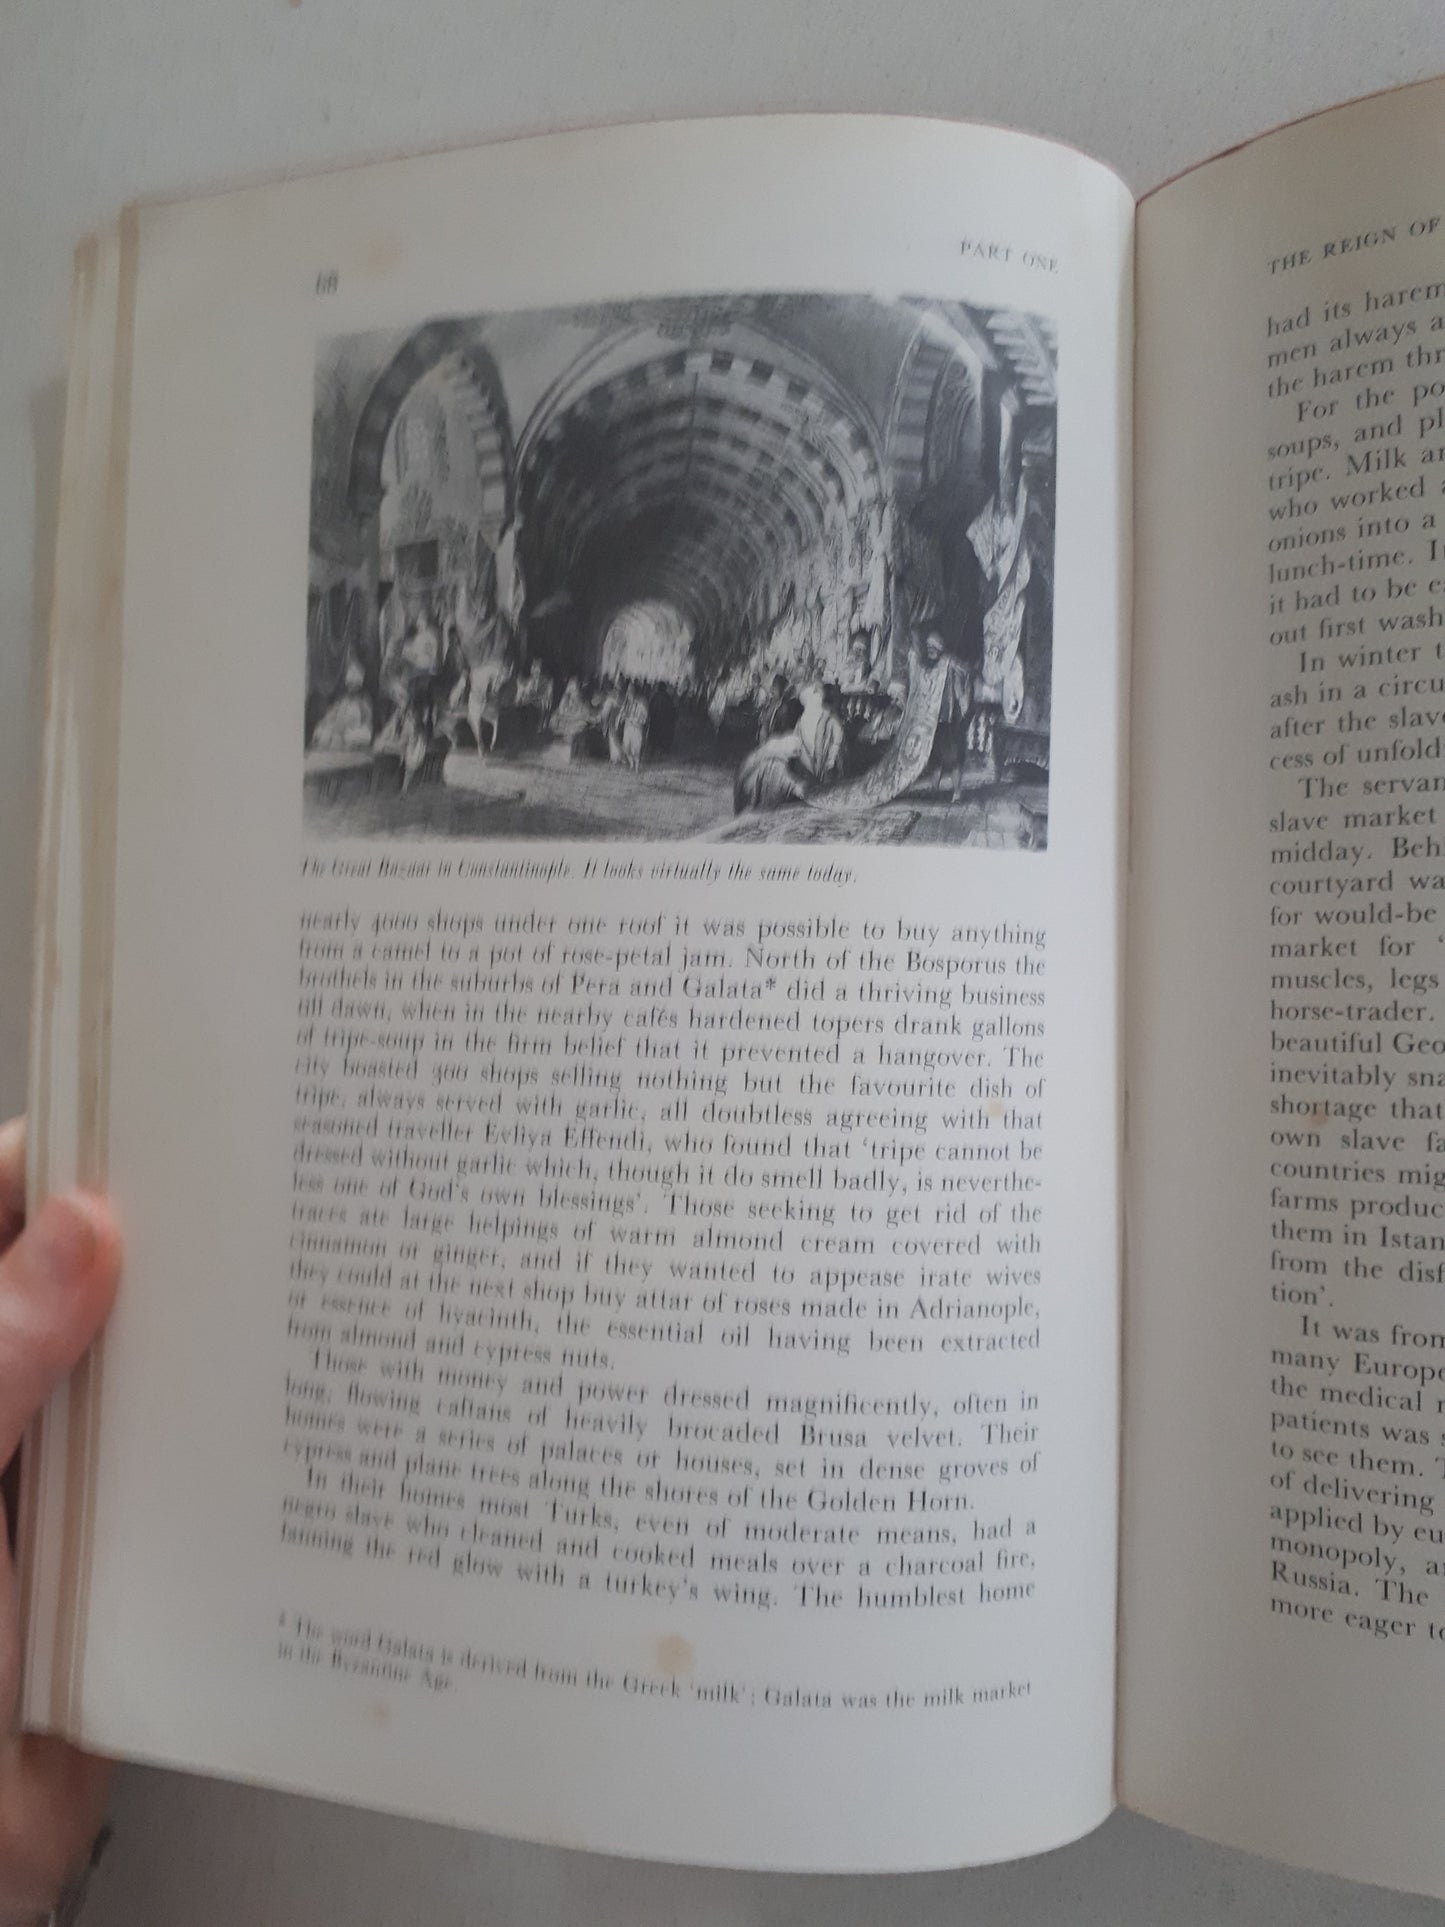 68
PART ONE
The Great Bazaar in Constantinople. It looks virtually the same today.
nearly 4000 shops under one roof it was possible to buy anything
from a camel to a pot of rose-petal jam. North of the Bosporus the
brothels in the suburbs of Pera and Galata* did a thriving business
till dawn, when in the nearby cafés hardened topers drank gallons
of tripe-soup in the firm belief that it prevented a hangover. The
city boasted 300 shops selling nothing but the favourite dish of
tripe, always served with garlic, all doubtless agreeing with that
seasoned traveller Evliya Effendi, who found that ‘tripe cannot be
dressed without garlic which, though it do smell badly, is neverthe-
less one of God's own blessings’. Those seeking to get rid of the
traces ate large helpings of warm almond cream covered with
cinnamon or ginger, and if they wanted to appease irate wives
they could at the next shop buy attar of roses made in Adrianople,
or essence of hyacinth, the essential oil having been extracted
from almond and cypress nuts.
Those with money and power dressed magnificently, often in
long, flowing caftans of heavily brocaded Brusa velvet. Their
homes were a series of palaces or houses, set in dense groves of
cypress and plane trees along the shores of the Golden Horn.
In their homes most Turks, even of moderate means, had a
negro slave who cleaned and cooked meals over a charcoal fire,
fanning the red glow with a turkey's wing. The humblest home
* The word Galata is derived from the Greek ‘milk’; Galata was the milk market
in the Byzantine Age.
THE REIGN OF
had its harem
men always a
the harem thr
For the po
soups, and pl
tripe. Milk an
who worked a
onions into a
lunch-time. I
it had to be e
out first wash
In winter t
ash in a circu
after the slave
cess of unfold
The servan
slave market
midday. Beh
courtyard wa
for would-be
market for ‘
muscles, legs
horse-trader.
beautiful Geo
inevitably sna
shortage that
own slave fa
countries mig
farms produc
them in Istan
from the disf
tion’.
It was from
many Europe
the medical
patients was
to see them.
of delivering
applied by eu
monopoly, a
Russia. The
more eager to